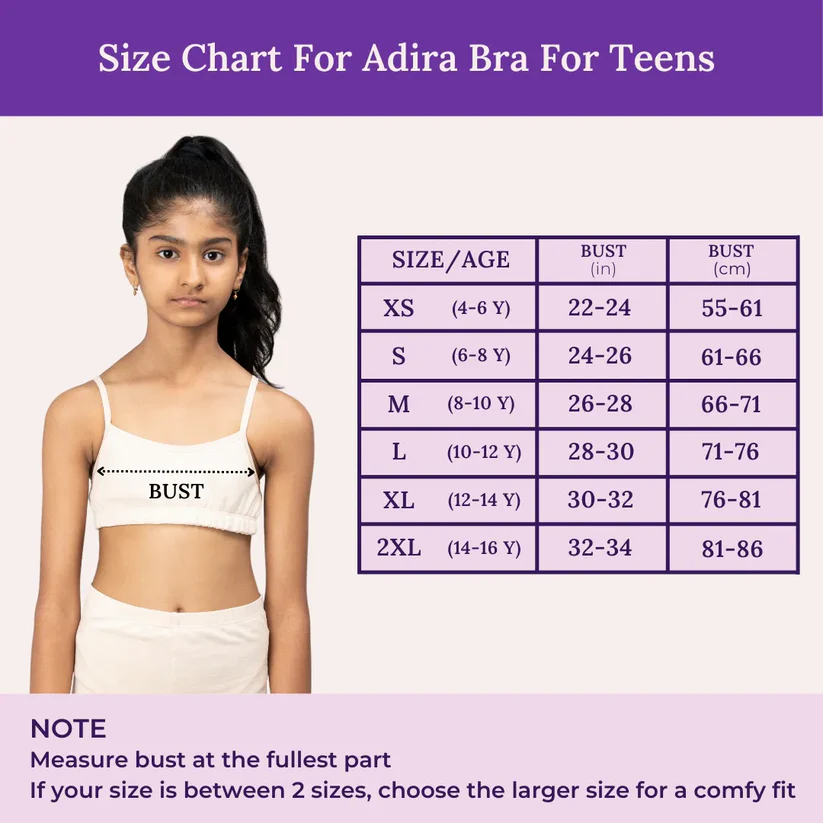 Size Chart For Adira Bra For Teens
SIZE/AGE BUST (in) BUST (cm)
XS (4-6 Y) 22-24 55-61
S (6-8 Y) 24-26 61-66
M (8-10 Y) 26-28 66-71
L (10-12 Y) 28-30 71-76
XL (12-14 Y) 30-32 76-81
2XL (14-16 Y) 32-34 81-86
BUST
NOTE
Measure bust at the fullest part
If your size is between 2 sizes, choose the larger size for a comfy fit